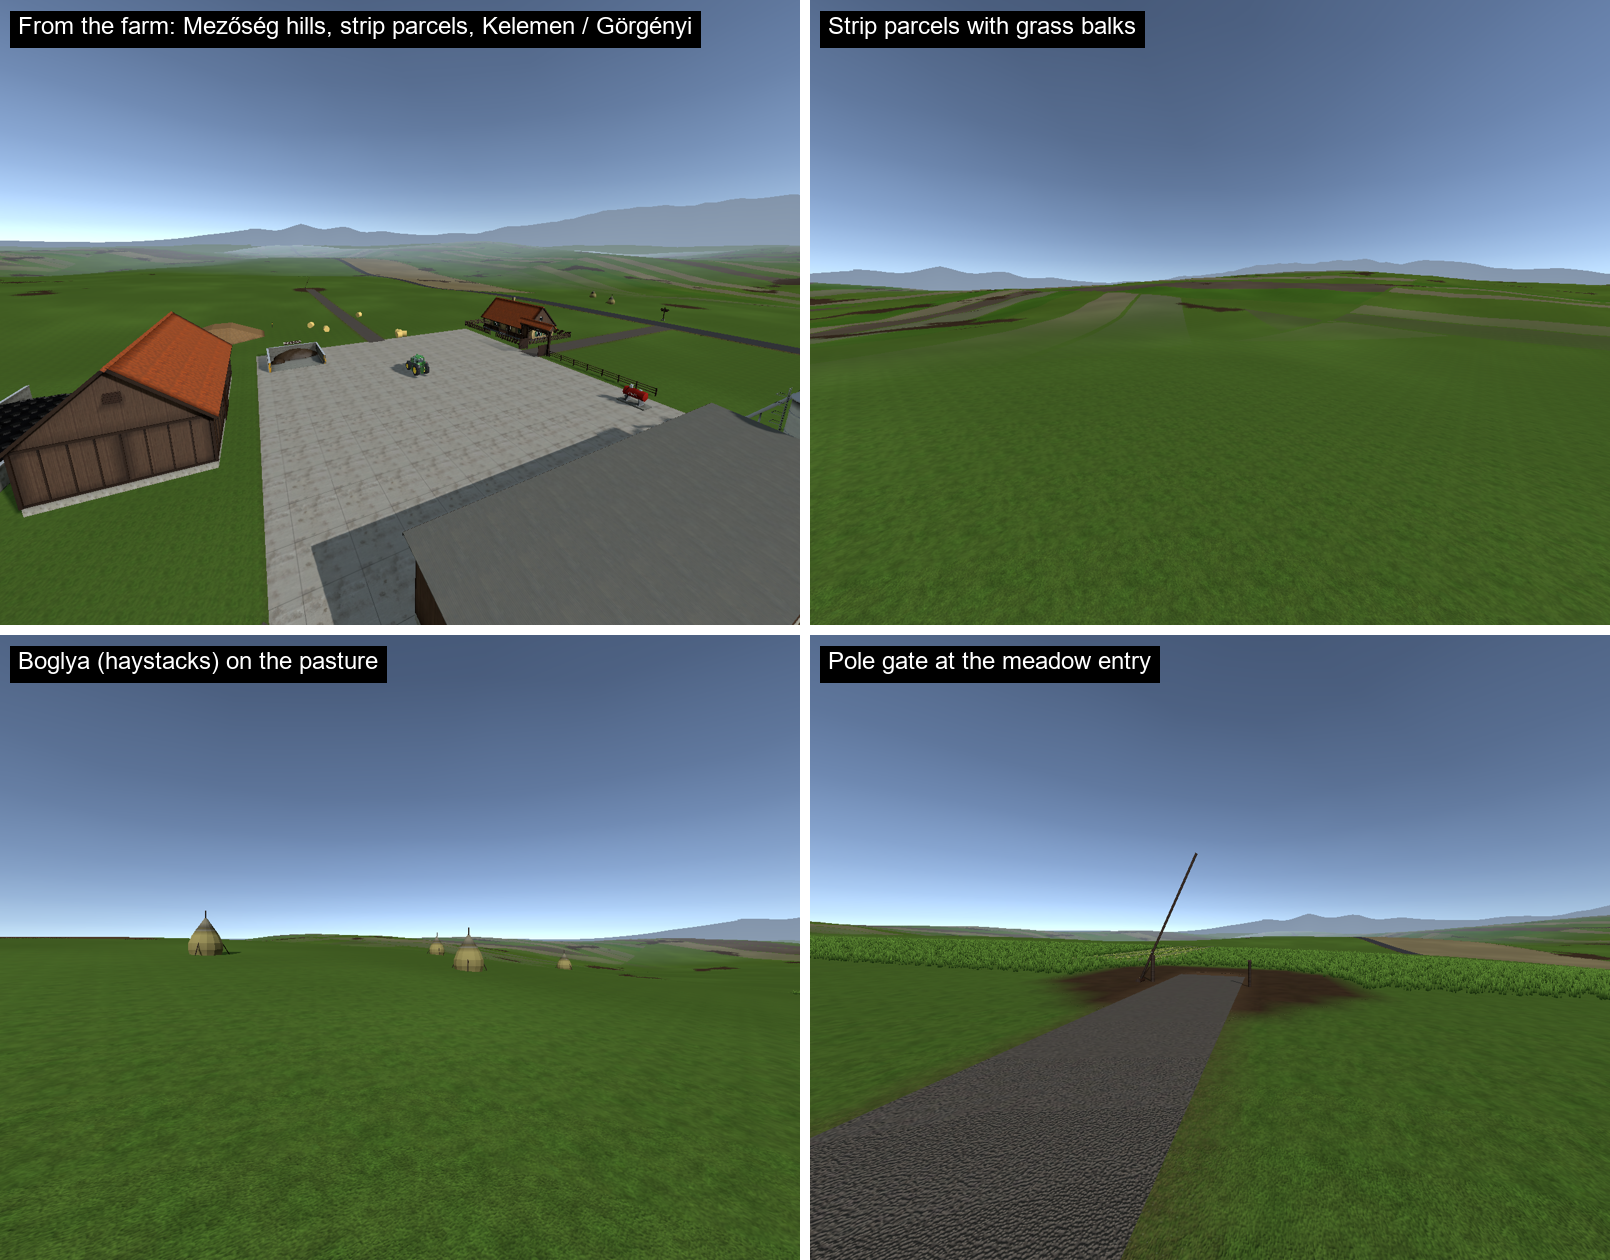 From the farm: Mezőség hills, strip parcels, Kelemen / Görgényi
Strip parcels with grass balks
Boglya (haystacks) on the pasture
Pole gate at the meadow entry